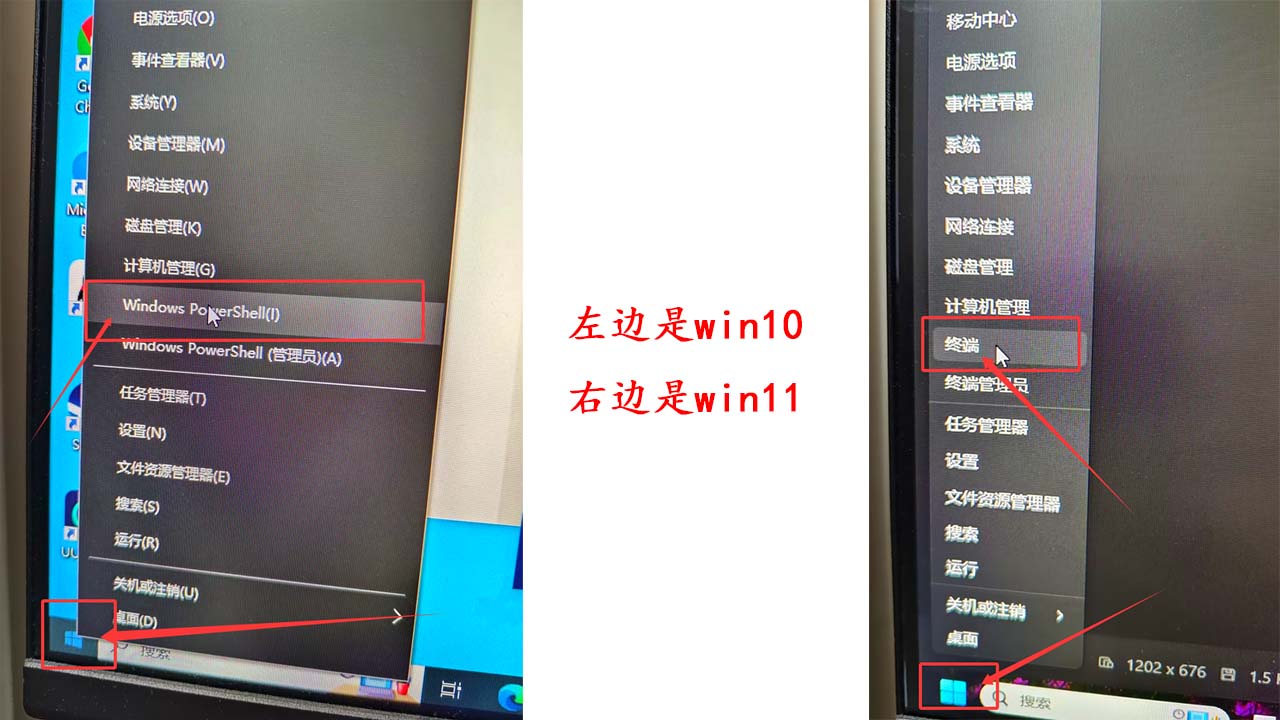 电源选项(O)
事件查看器(V)
系统(Y)
设备管理器(M)
网络连接(W)
磁盘管理(K)
计算机管理(G)
Windows PowerShell(I)
Windows PowerShell (管理员)(A)
任务管理器(T)
设置(N)
文件资源管理器(E)
搜索(S)
运行(R)
关机或注销(U)
桌面(D)
搜索
左边是win10
右边是win11
移动中心
电源选项
事件查看器
系统
设备管理器
网络连接
磁盘管理
计算机管理
终端
终端管理员
任务管理器
设置
文件资源管理器
搜索
运行
关机或注销
桌面
1202 x 676
1.5
搜索